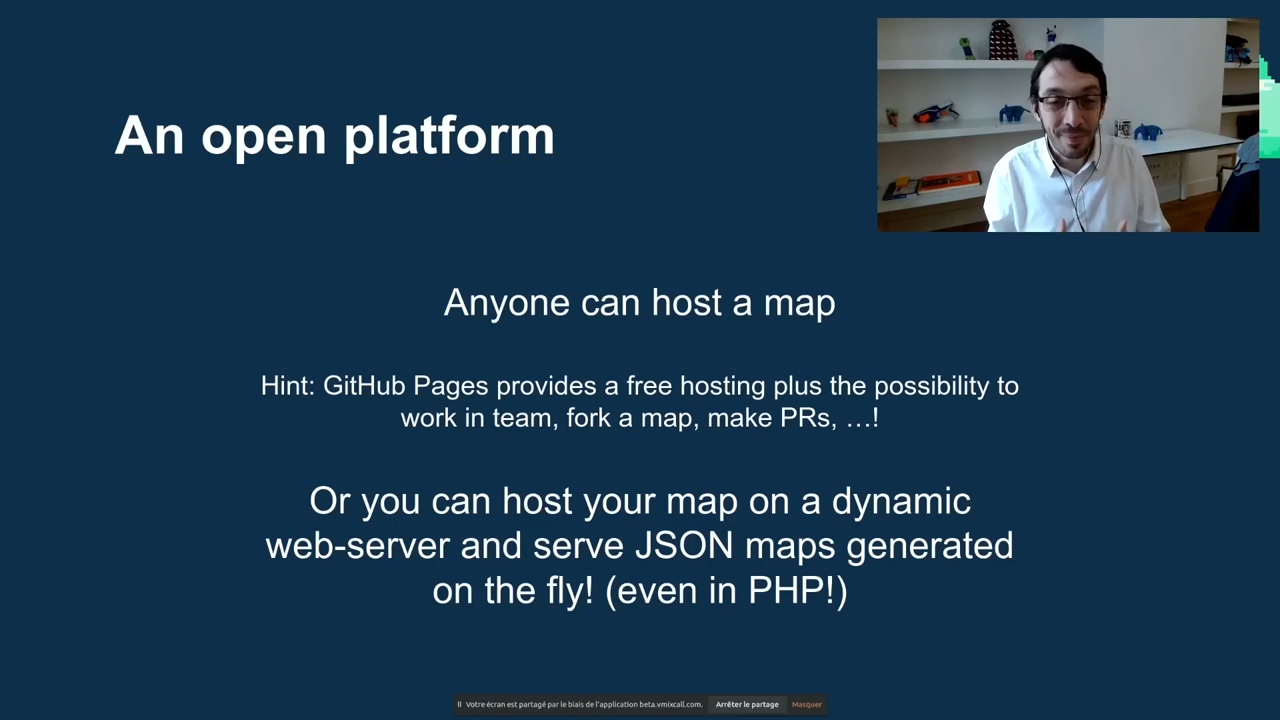 An open platform
Anyone can host a map
Hint: GitHub Pages provides a free hosting plus the possibility to
work in team, fork a map, make PRs, …!
Or you can host your map on a dynamic
web-server and serve JSON maps generated
on the fly! (even in PHP!)
Votre écran est partagé par le biais de l'application beta.vmixcall.com. Arrêter le partage Masquer